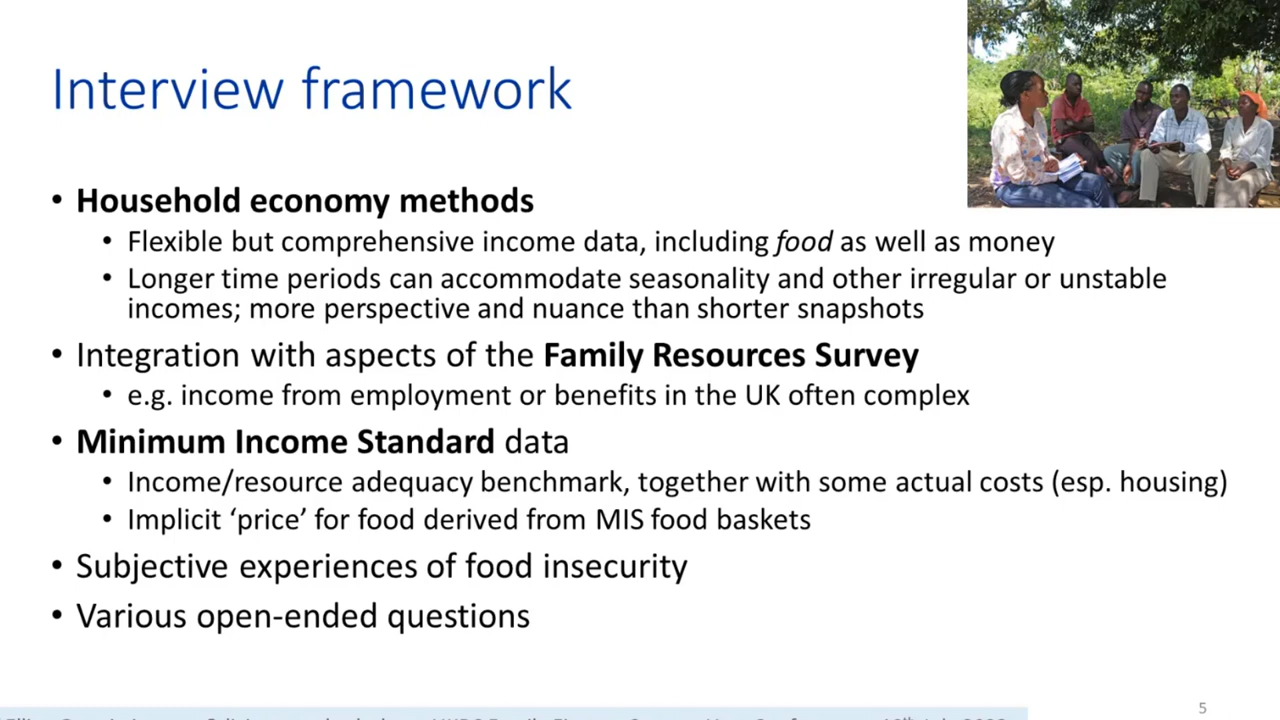 Interview framework
• Household economy methods
• Flexible but comprehensive income data, including food as well as money
• Longer time periods can accommodate seasonality and other irregular or unstable
incomes; more perspective and nuance than shorter snapshots
• Integration with aspects of the Family Resources Survey
• e.g. income from employment or benefits in the UK often complex
• Minimum Income Standard data
• Income/resource adequacy benchmark, together with some actual costs (esp. housing)
• Implicit ‘price’ for food derived from MIS food baskets
• Subjective experiences of food insecurity
• Various open-ended questions
5